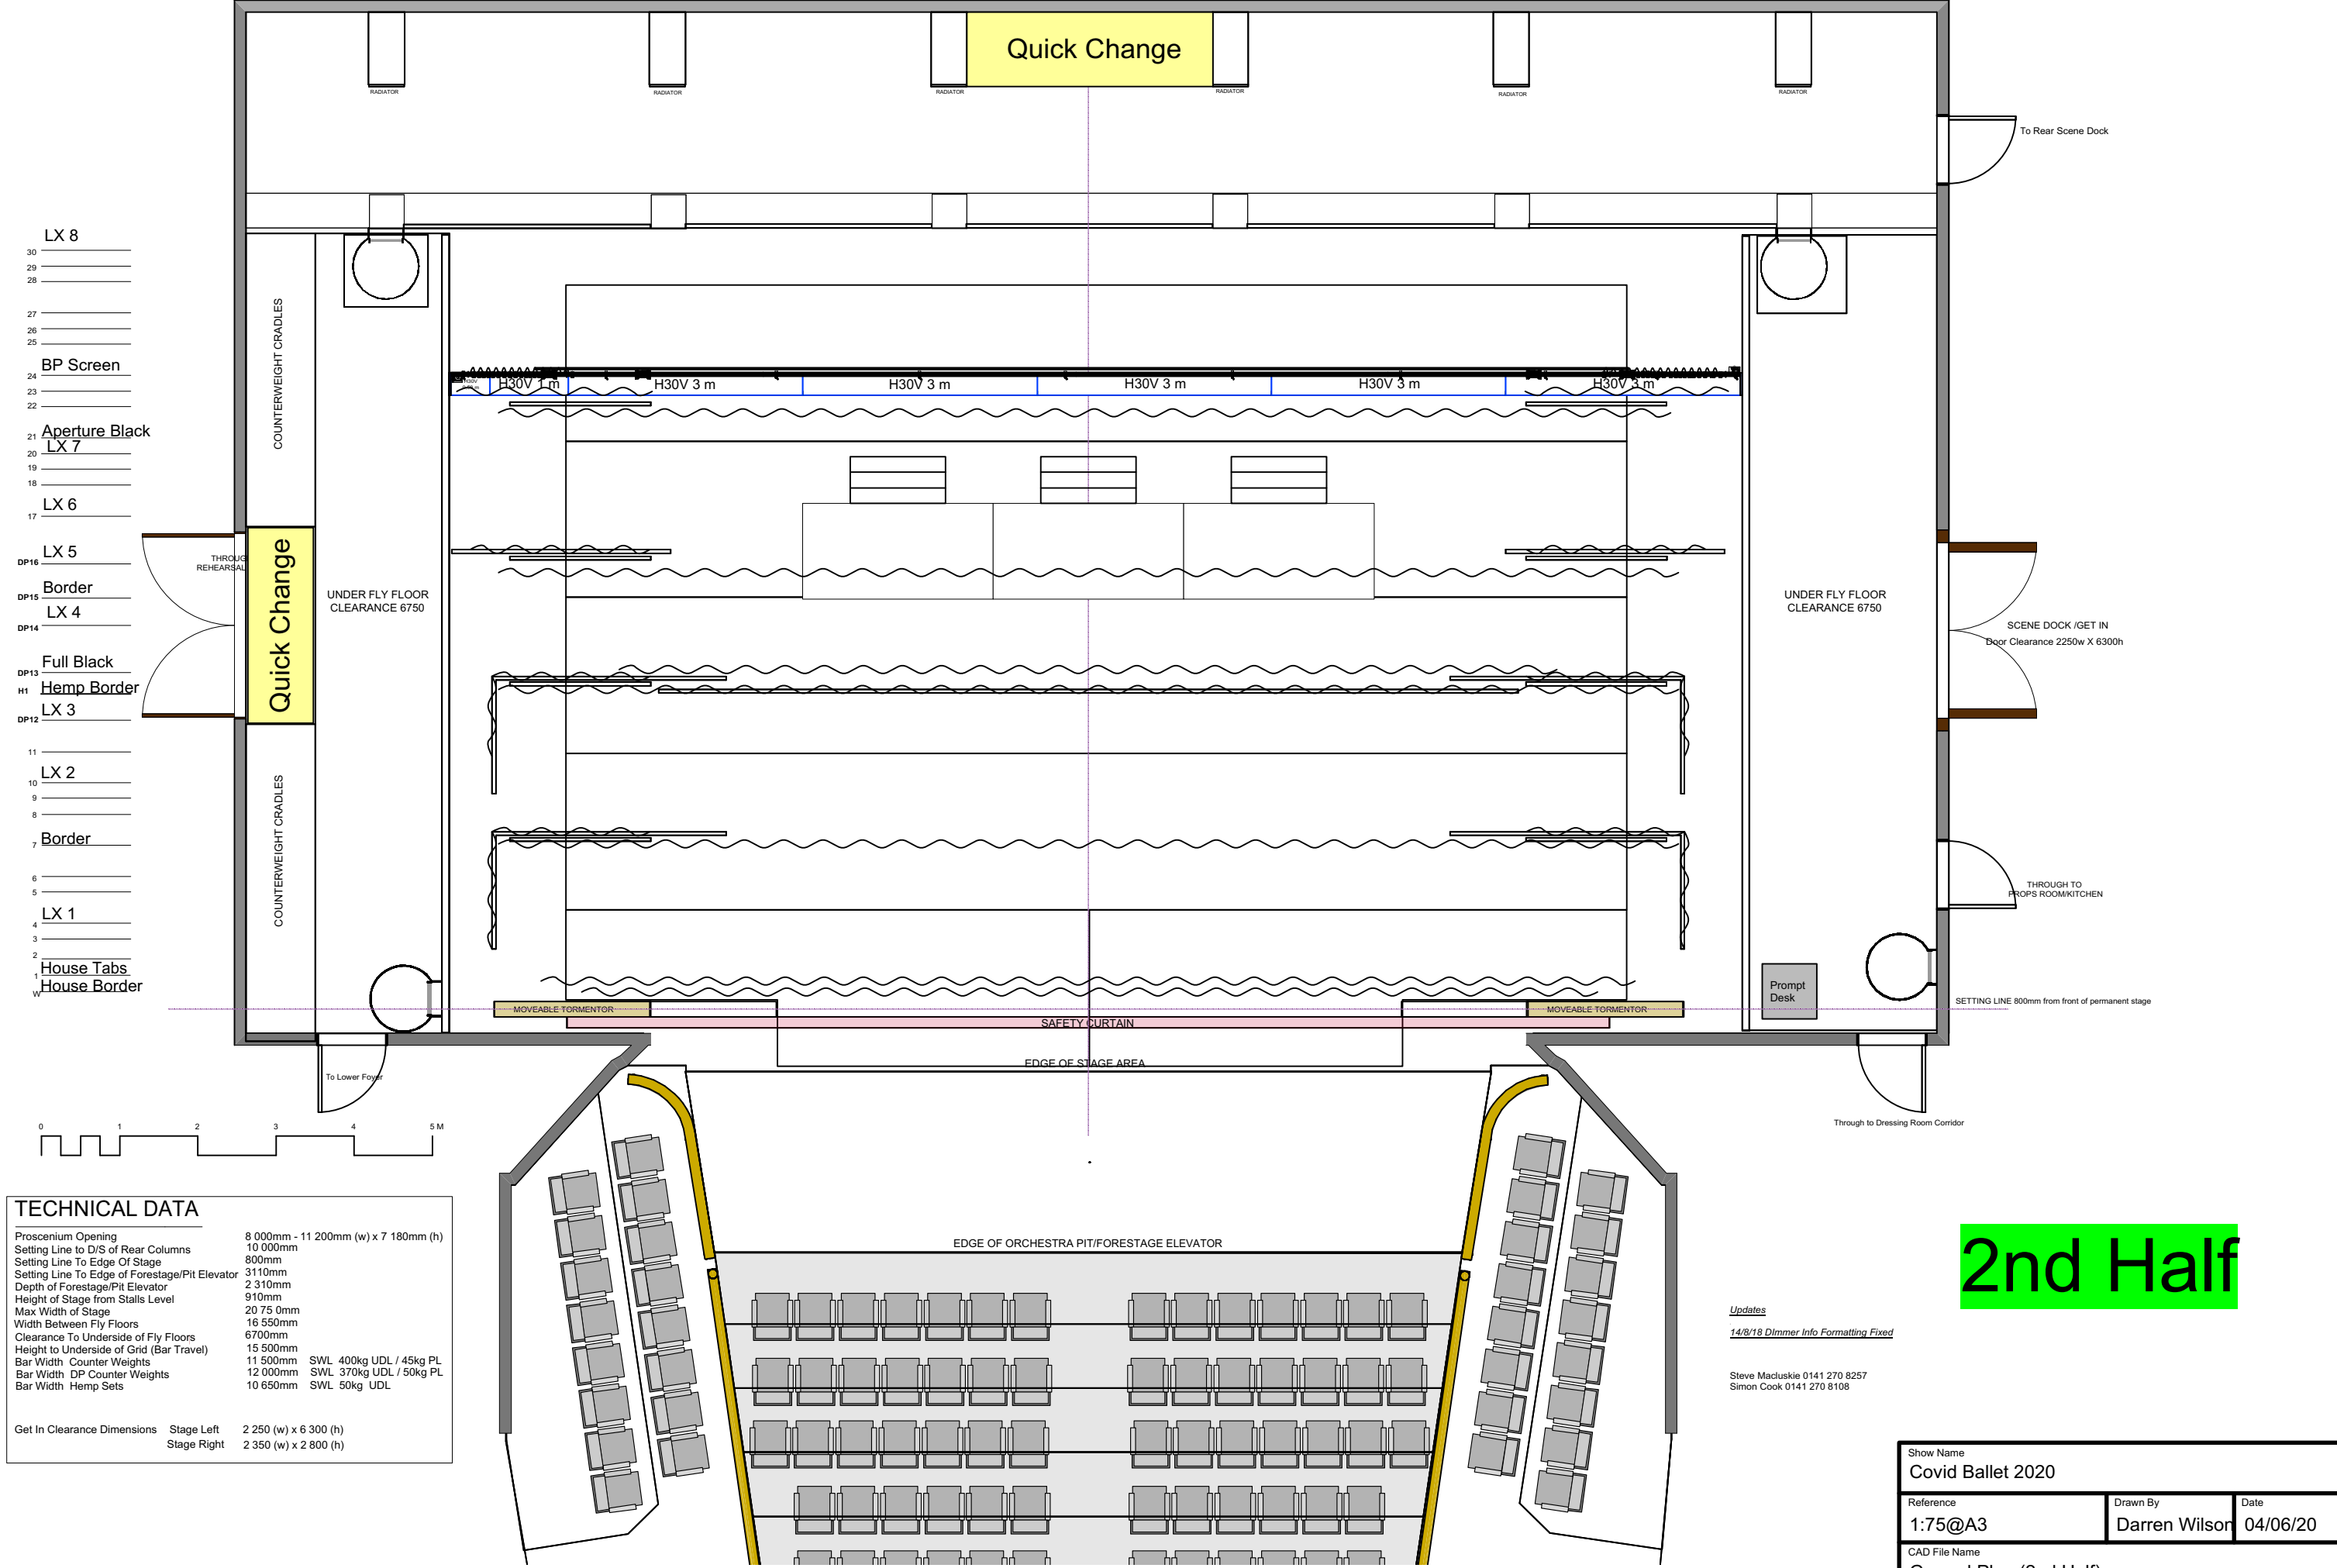 Quick Change
RADIATOR
RADIATOR
RADIATOR
RADIATOR
RADIATOR
RADIATOR
To Rear Scene Dock
LX 8
30
29
28
27
26
25
BP Screen
24
23
22
21 Aperture Black
LX 7
20
19
18
LX 6
17
LX 5
DP16
Border
DP15
LX 4
DP14
Full Black
DP13
H1 Hemp Border
LX 3
DP12
11
LX 2
10
9
8
Border
7
6
5
LX 1
4
3
2
House Tabs
1
House Border
W
COUNTERWEIGHT CRADLES
COUNTERWEIGHT CRADLES
Quick Change
THROUG
REHEARSAL
UNDER FLY FLOOR
CLEARANCE 6750
H30V
H30V 1 m
H30V 3 m
H30V 3 m
H30V 3 m
H30V 3 m
H30V 3 m
UNDER FLY FLOOR
CLEARANCE 6750
SCENE DOCK /GET IN
Door Clearance 2250w X 6300h
THROUGH TO
PROPS ROOM/KITCHEN
Prompt
Desk
SETTING LINE 800mm from front of permanent stage
MOVEABLE TORMENTOR
MOVEABLE TORMENTOR
SAFETY CURTAIN
EDGE OF STAGE AREA
To Lower Foyer
Through to Dressing Room Corridor
0 1 2 3 4 5 M
EDGE OF ORCHESTRA PIT/FORESTAGE ELEVATOR
TECHNICAL DATA
Proscenium Opening 8 000mm - 11 200mm (w) x 7 180mm (h)
Setting Line to D/S of Rear Columns 10 000mm
Setting Line To Edge Of Stage 800mm
Setting Line To Edge of Forestage/Pit Elevator 3110mm
Depth of Forestage/Pit Elevator 2 310mm
Height of Stage from Stalls Level 910mm
Max Width of Stage 20 75 0mm
Width Between Fly Floors 16 550mm
Clearance To Underside of Fly Floors 6700mm
Height to Underside of Grid (Bar Travel) 15 500mm
Bar Width Counter Weights 11 500mm SWL 400kg UDL / 45kg PL
Bar Width DP Counter Weights 12 000mm SWL 370kg UDL / 50kg PL
Bar Width Hemp Sets 10 650mm SWL 50kg UDL
Get In Clearance Dimensions Stage Left 2 250 (w) x 6 300 (h)
Stage Right 2 350 (w) x 2 800 (h)
2nd Half
Updates
14/8/18 DImmer Info Formatting Fixed
Steve Macluskie 0141 270 8257
Simon Cook 0141 270 8108
Show Name
Covid Ballet 2020
Reference
1:75@A3
Drawn By
Darren Wilson
Date
04/06/20
CAD File Name